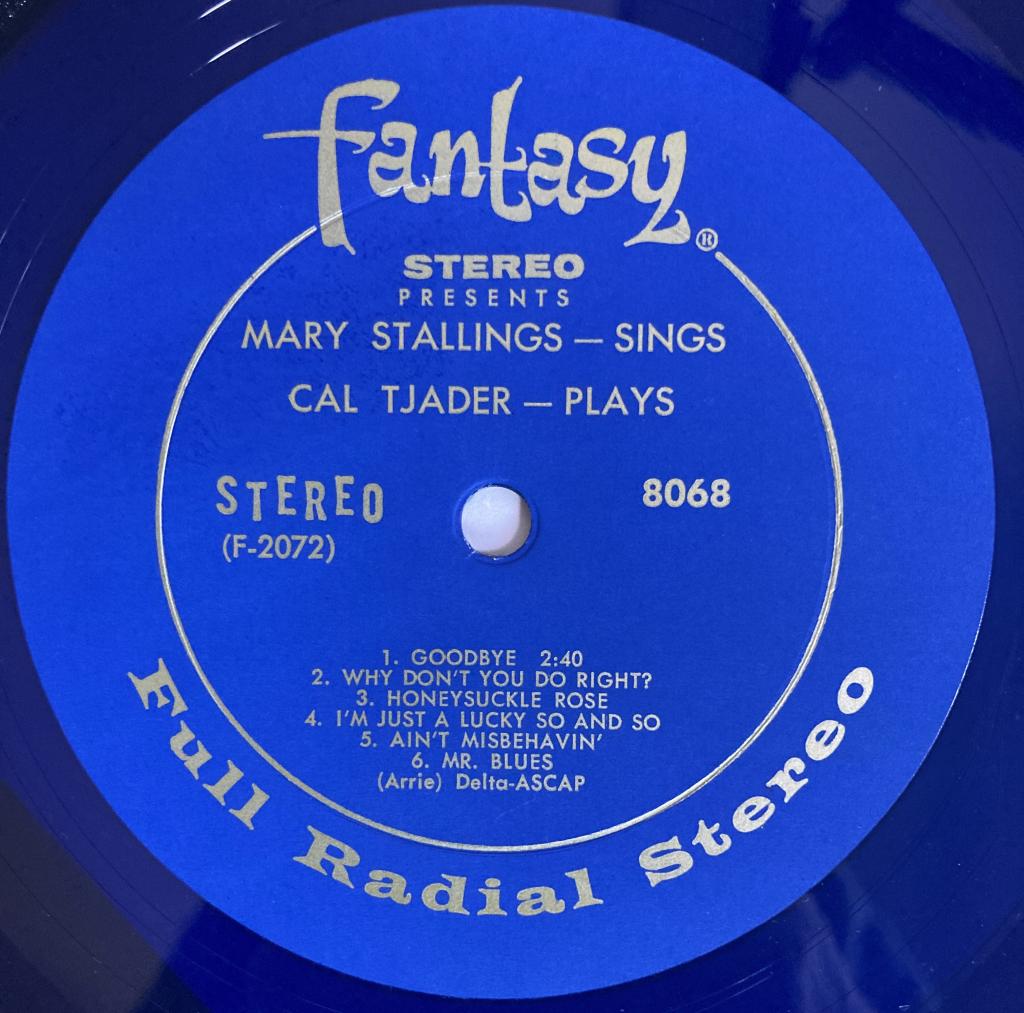 fantasy®
STEREO
PRESENTS
MARY STALLINGS — SINGS
CAL TJADER — PLAYS
STEREO
8068
(F-2072)
1. GOODBYE 2:40
2. WHY DON'T YOU DO RIGHT?
3. HONEYSUCKLE ROSE
4. I'M JUST A LUCKY SO AND SO
5. AIN'T MISBEHAVIN'
6. MR. BLUES
(Arrie) Delta-ASCAP
Full Radial Stereo